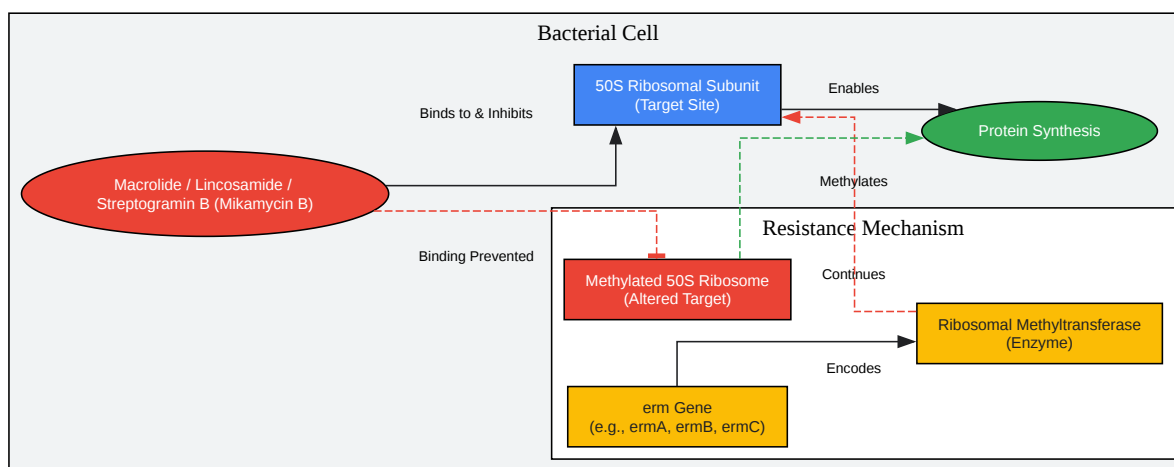 Bacterial Cell
50S Ribosomal Subunit
(Target Site)
Enables
Binds to & Inhibits
Protein Synthesis
Macrolide / Lincosamide /
Streptogramin B (Mikamycin B)
Methylates
Resistance Mechanism
Binding Prevented
Methylated 50S Ribosome
(Altered Target)
Continues
Ribosomal Methyltransferase
(Enzyme)
Encodes
erm Gene
(e.g., ermA, ermB, ermC)